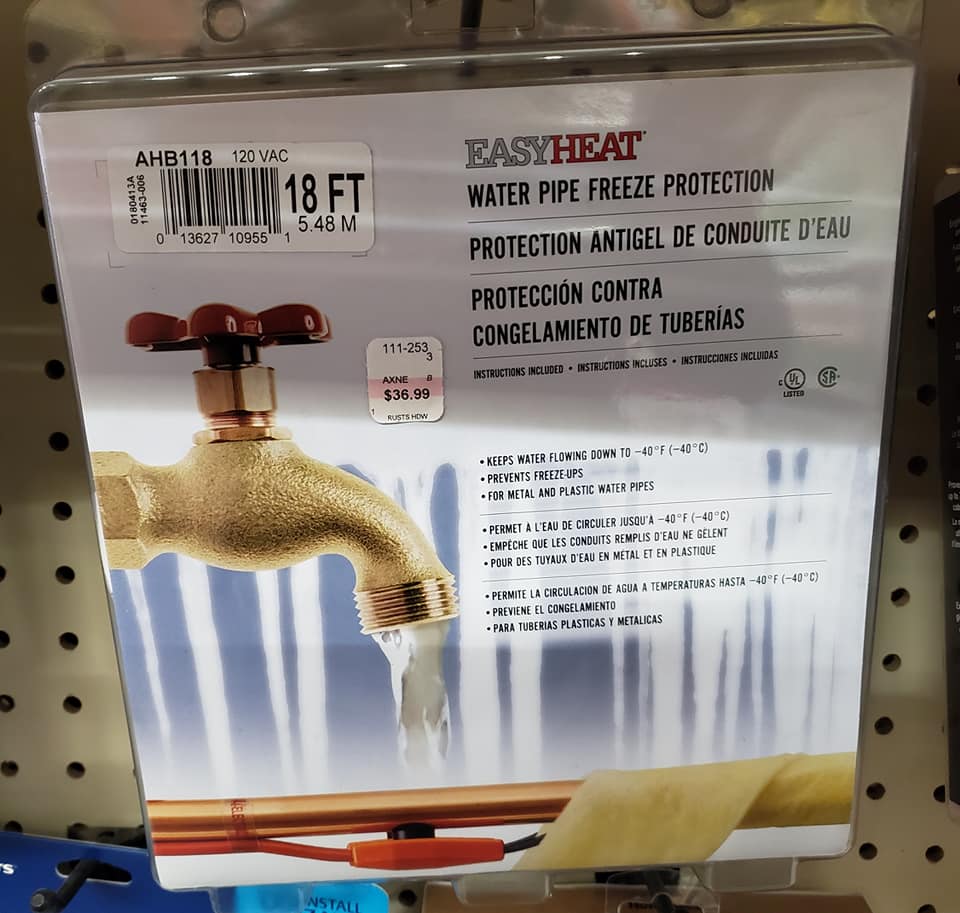 AHB118 120 VAC
0180413A
11463-006
18 FT
5.48 M
0 13627 10955 1
EASYHEAT
WATER PIPE FREEZE PROTECTION
PROTECTION ANTIGEL DE CONDUITE D'EAU
PROTECCIÓN CONTRA
CONGELAMIENTO DE TUBERÍAS
INSTRUCTIONS INCLUDED • INSTRUCTIONS INCLUSES • INSTRUCCIONES INCLUIDAS
C UL
LISTED
111-253
3
AXNE B
$36.99
1 RUSTS HDW
• KEEPS WATER FLOWING DOWN TO −40°F (−40°C)
• PREVENTS FREEZE-UPS
• FOR METAL AND PLASTIC WATER PIPES
• PERMET À L'EAU DE CIRCULER JUSQU'À −40°F (−40°C)
• EMPÊCHE QUE LES CONDUITS REMPLIS D'EAU NE GÈLENT
• POUR DES TUYAUX D'EAU EN MÉTAL ET EN PLASTIQUE
• PERMITE LA CIRCULACION DE AGUA A TEMPERATURAS HASTA −40°F (−40°C)
• PREVIENE EL CONGELAMIENTO
• PARA TUBERIAS PLASTICAS Y METALICAS